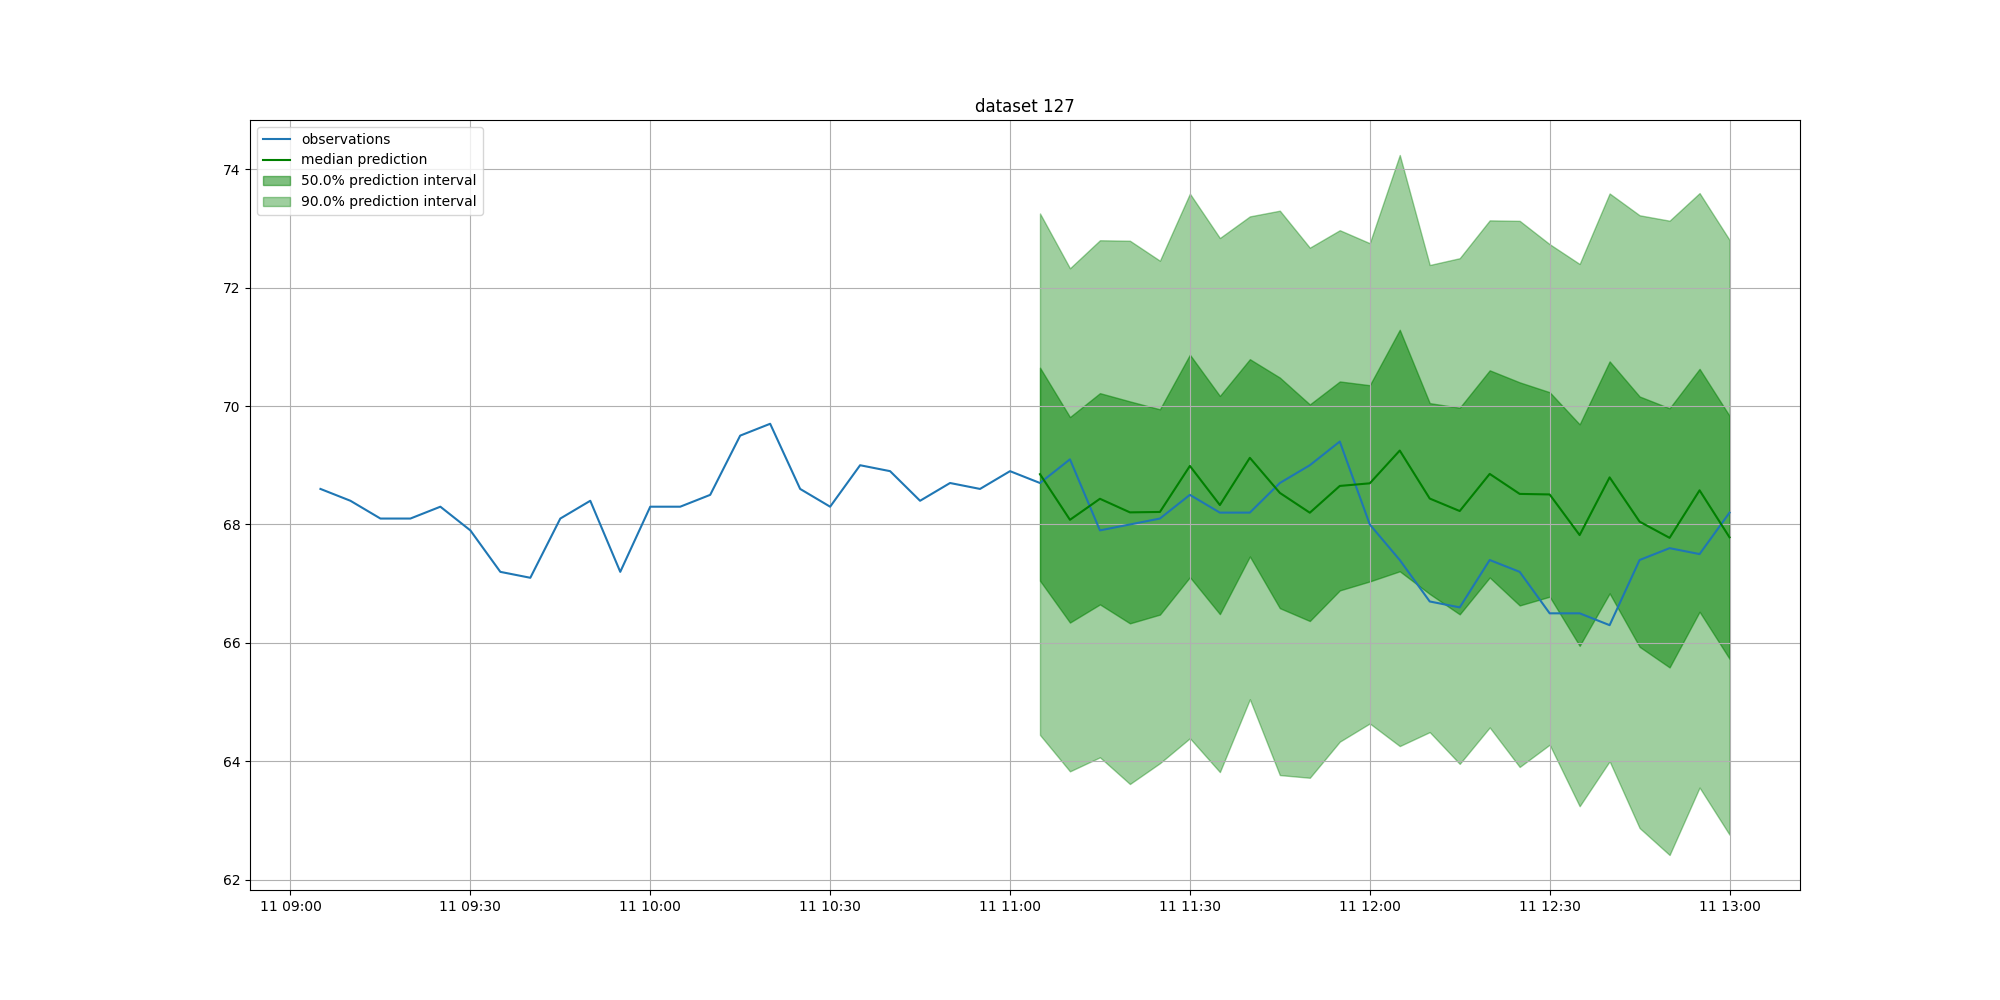 dataset 127
observations
median prediction
50.0% prediction interval
90.0% prediction interval
74
72
70
68
66
64
62
11 09:00 11 09:30 11 10:00 11 10:30 11 11:00 11 11:30 11 12:00 11 12:30 11 13:00